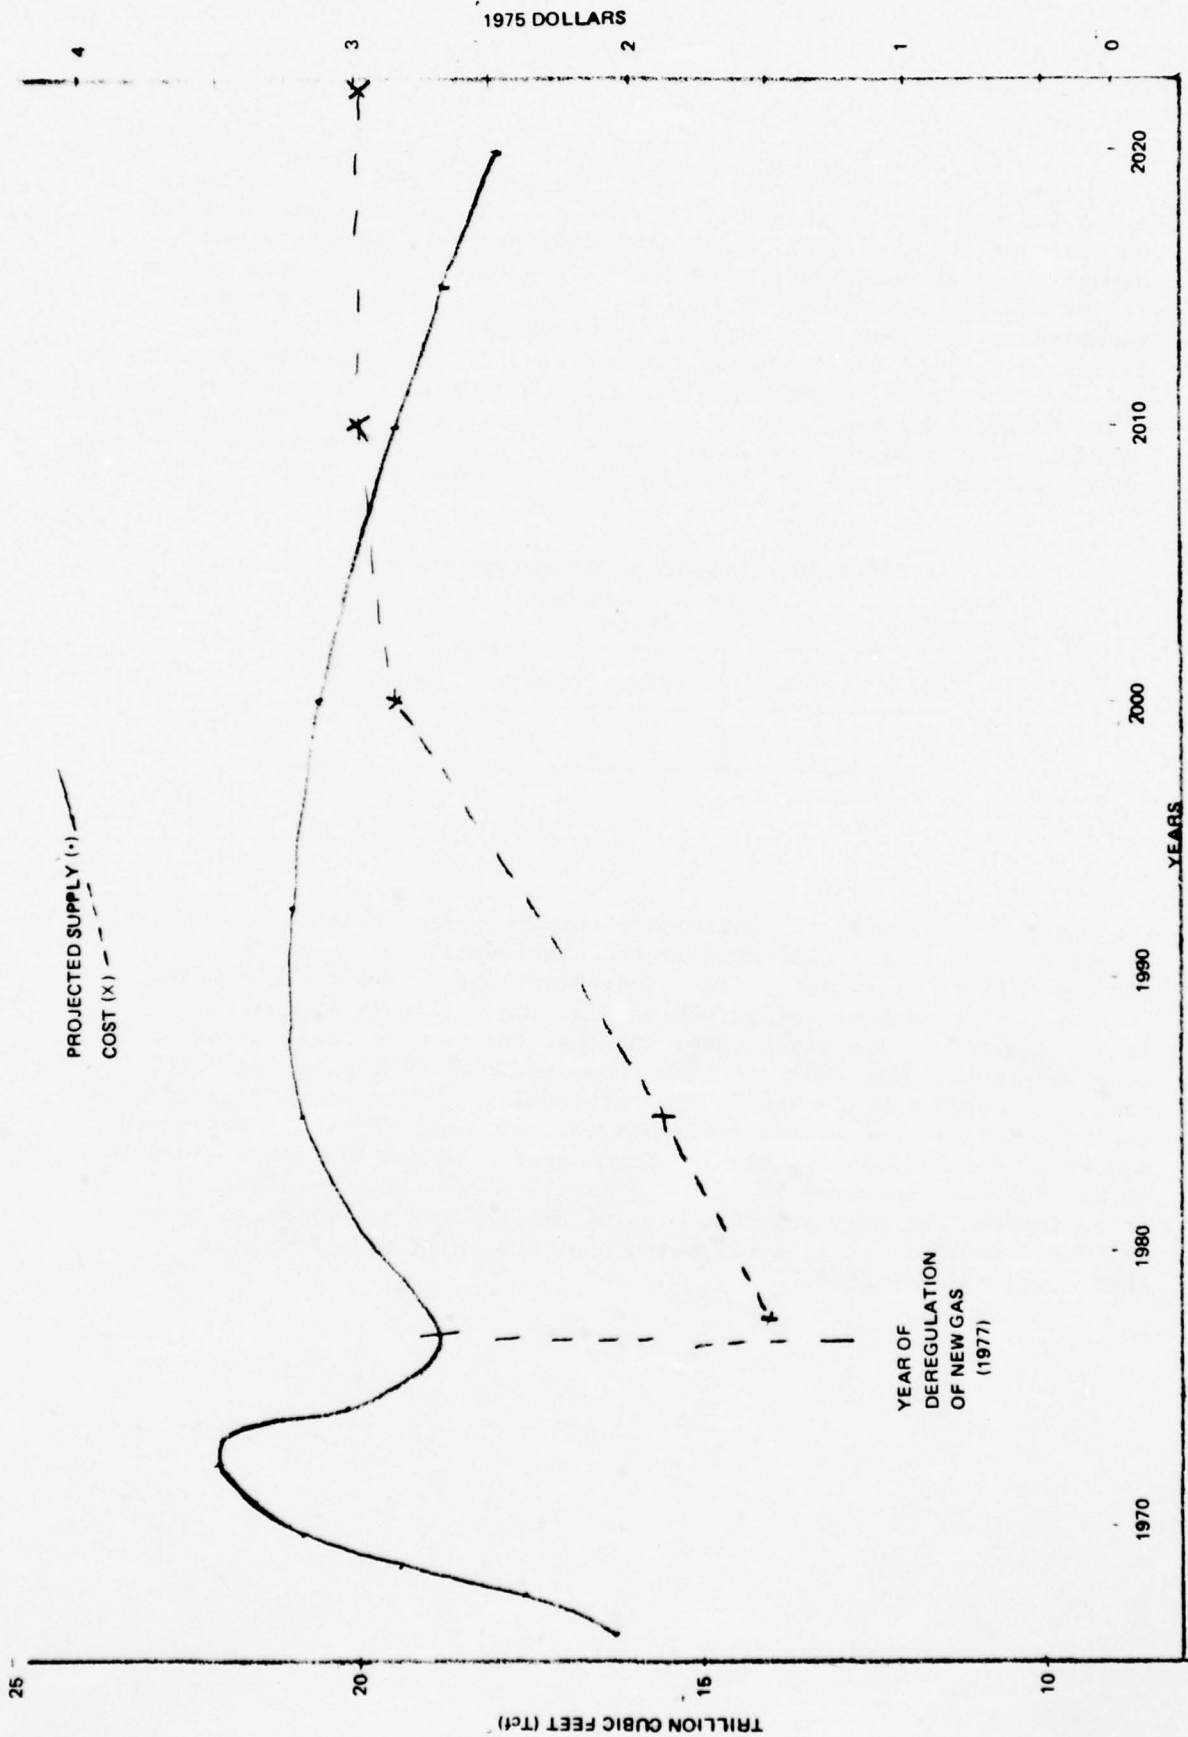 PROJECTED SUPPLY (•)
COST (X)
TRILLION CUBIC FEET (Tcf)
25
20
15
10
1975 DOLLARS
4
3
2
1
0
YEAR OF
DEREGULATION
OF NEW GAS
(1977)
1970
1980
1990
2000
2010
2020
YEARS